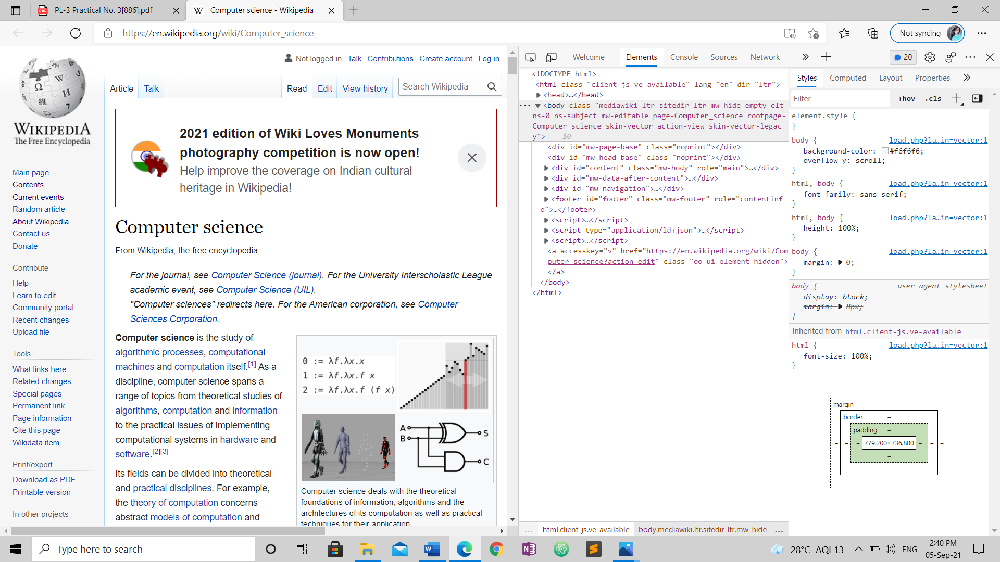 PL-3 Practical No. 3[886].pdf
Computer science - Wikipedia
https://en.wikipedia.org/wiki/Computer_science
Not syncing
WIKIPEDIA
The Free Encyclopedia
Main page
Contents
Current events
Random article
About Wikipedia
Contact us
Donate
Contribute
Help
Learn to edit
Community portal
Recent changes
Upload file
Tools
What links here
Related changes
Special pages
Permanent link
Page information
Cite this page
Wikidata item
Print/export
Download as PDF
Printable version
In other projects
Not logged in Talk Contributions Create account Log in
Article Talk Read Edit View history Search Wikipedia
2021 edition of Wiki Loves Monuments
photography competition is now open!
Help improve the coverage on Indian cultural
heritage in Wikipedia!
Computer science
From Wikipedia, the free encyclopedia
For the journal, see Computer Science (journal). For the University Interscholastic League
academic event, see Computer Science (UIL).
"Computer sciences" redirects here. For the American corporation, see Computer
Sciences Corporation.
Computer science is the study of
algorithmic processes, computational
machines and computation itself.[1] As a
discipline, computer science spans a
range of topics from theoretical studies of
algorithms, computation and information
to the practical issues of implementing
computational systems in hardware and
software.[2][3]
Its fields can be divided into theoretical
and practical disciplines. For example,
the theory of computation concerns
abstract models of computation and
0 := λf.λx.x
1 := λf.λx.f x
2 := λf.λx.f (f x)
A
B
S
C
Computer science deals with the theoretical
foundations of information, algorithms and the
architectures of its computation as well as practical
techniques for their application
Welcome Elements Console Sources Network
20
<!DOCTYPE html>
<html class="client-js ve-available" lang="en" dir="ltr">
<head>…</head>
<body class="mediawiki ltr sitedir-ltr mw-hide-empty-elt
ns-0 ns-subject mw-editable page-Computer_science rootpage-
Computer_science skin-vector action-view skin-vector-legac
y"> == $0
<div id="mw-page-base" class="noprint"></div>
<div id="mw-head-base" class="noprint"></div>
<div id="content" class="mw-body" role="main">…</div>
<div id="mw-data-after-content">…</div>
<div id="mw-navigation">…</div>
<footer id="footer" class="mw-footer" role="contentinf
o">…</footer>
<script>…</script>
<script type="application/ld+json">…</script>
<script>…</script>
<a accesskey="v" href="https://en.wikipedia.org/wiki/Com
puter_science?action=edit" class="oo-ui-element-hidden">
</a>
</body>
</html>
... html.client-js.ve-available body.mediawiki.ltr.sitedir-ltr.mw-hide- ...
Styles Computed Layout Properties
Filter :hov .cls
element.style {
}
body { load.php?la…in=vector:1
background-color: #f6f6f6;
overflow-y: scroll;
}
html, body { load.php?la…in=vector:1
font-family: sans-serif;
}
html, body { load.php?la…in=vector:1
height: 100%;
}
body { load.php?la…in=vector:1
margin: 0;
}
body { user agent stylesheet
display: block;
margin: 8px;
}
Inherited from html.client-js.ve-available
html { load.php?la…in=vector:1
font-size: 100%;
}
margin –
border –
padding –
– – – 779.200×736.800 – – –
–
–
–
Type here to search
28°C AQI 13
ENG
2:40 PM
05-Sep-21